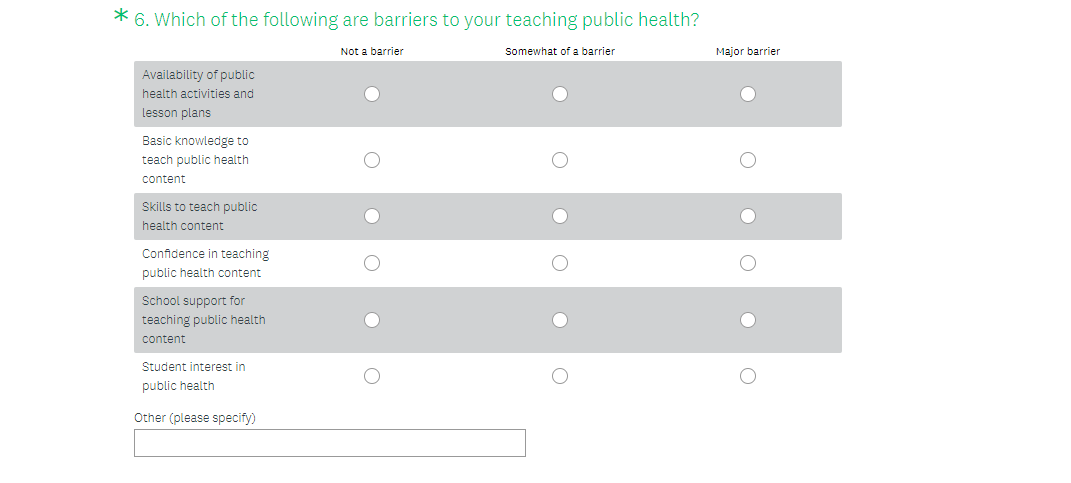 * 6. Which of the following are barriers to your teaching public health?
Not a barrier Somewhat of a barrier Major barrier
Availability of public
health activities and
lesson plans
Basic knowledge to
teach public health
content
Skills to teach public
health content
Confidence in teaching
public health content
School support for
teaching public health
content
Student interest in
public health
Other (please specify)